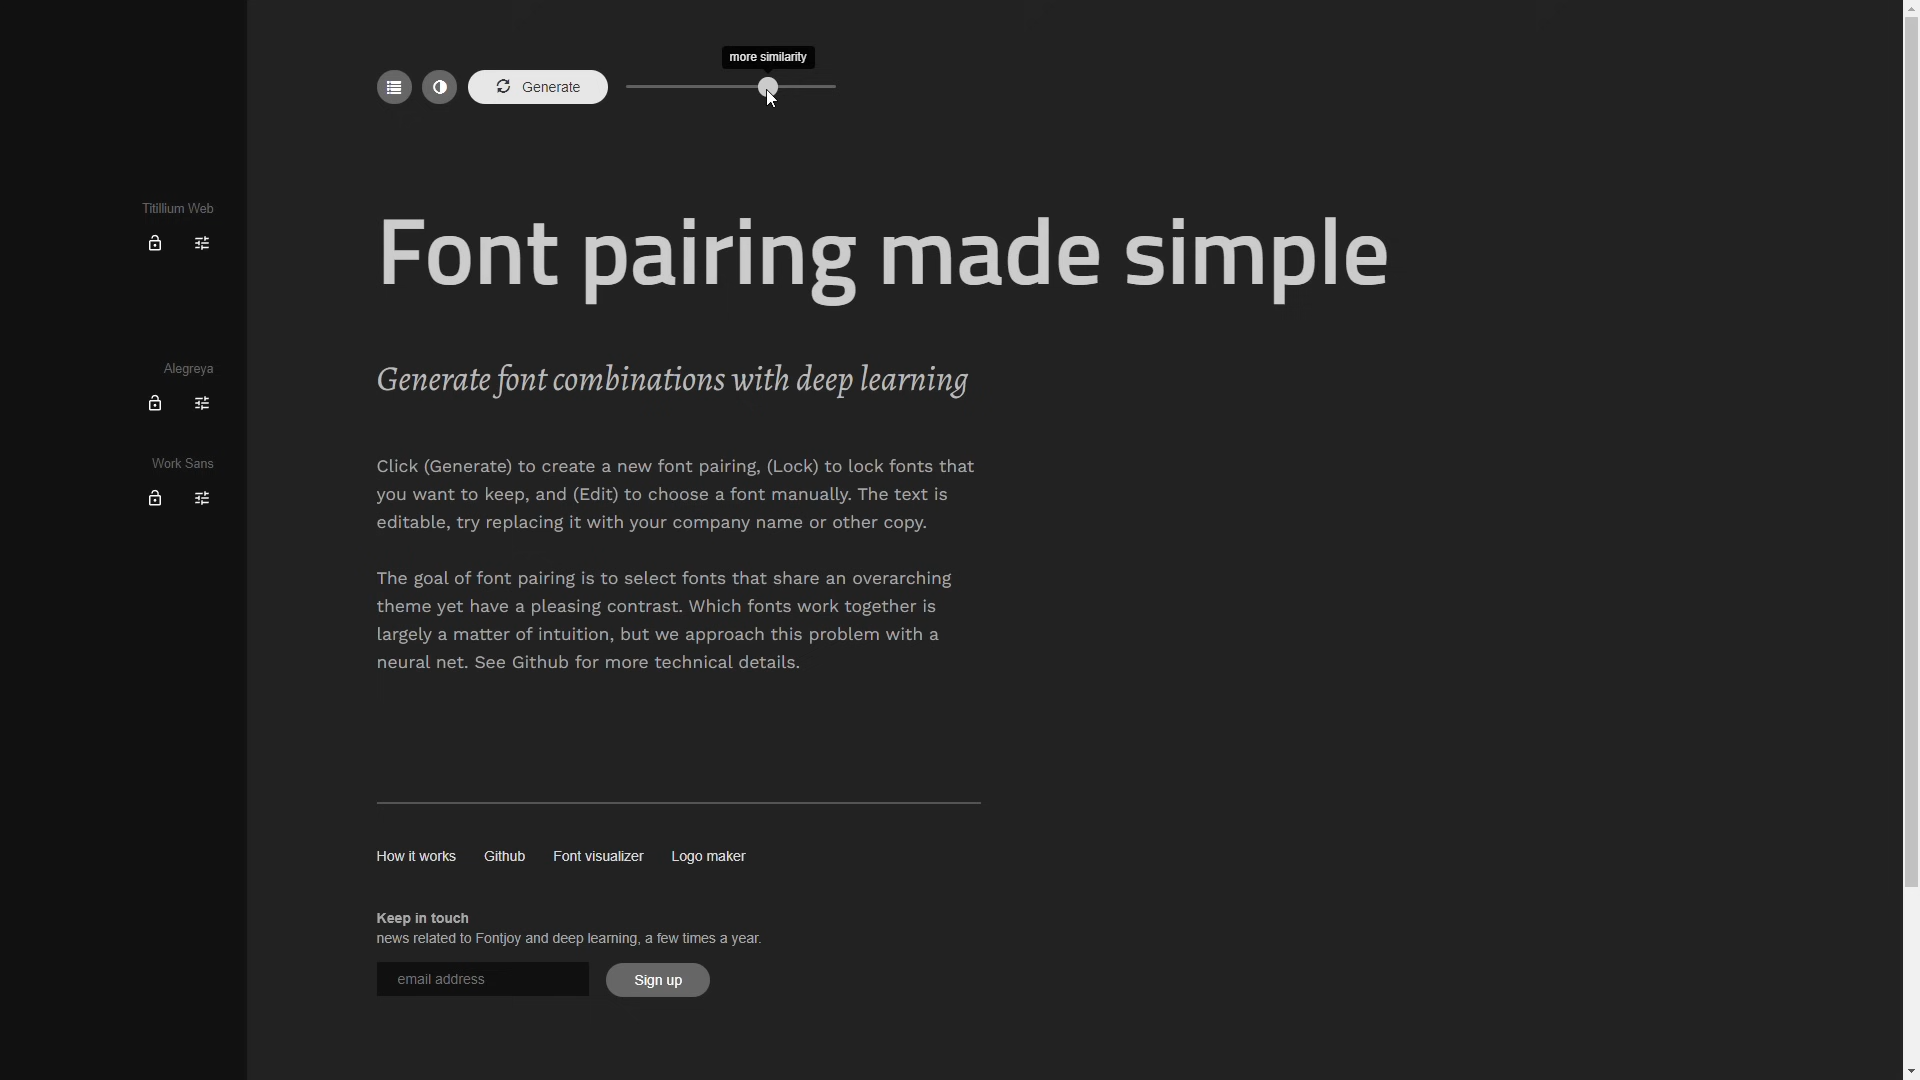 more similarity
Generate
Titillium Web
Font pairing made simple
Alegreya
Generate font combinations with deep learning
Work Sans
Click (Generate) to create a new font pairing, (Lock) to lock fonts that
you want to keep, and (Edit) to choose a font manually. The text is
editable, try replacing it with your company name or other copy.
The goal of font pairing is to select fonts that share an overarching
theme yet have a pleasing contrast. Which fonts work together is
largely a matter of intuition, but we approach this problem with a
neural net. See Github for more technical details.
How it works Github Font visualizer Logo maker
Keep in touch
news related to Fontjoy and deep learning, a few times a year.
email address Sign up